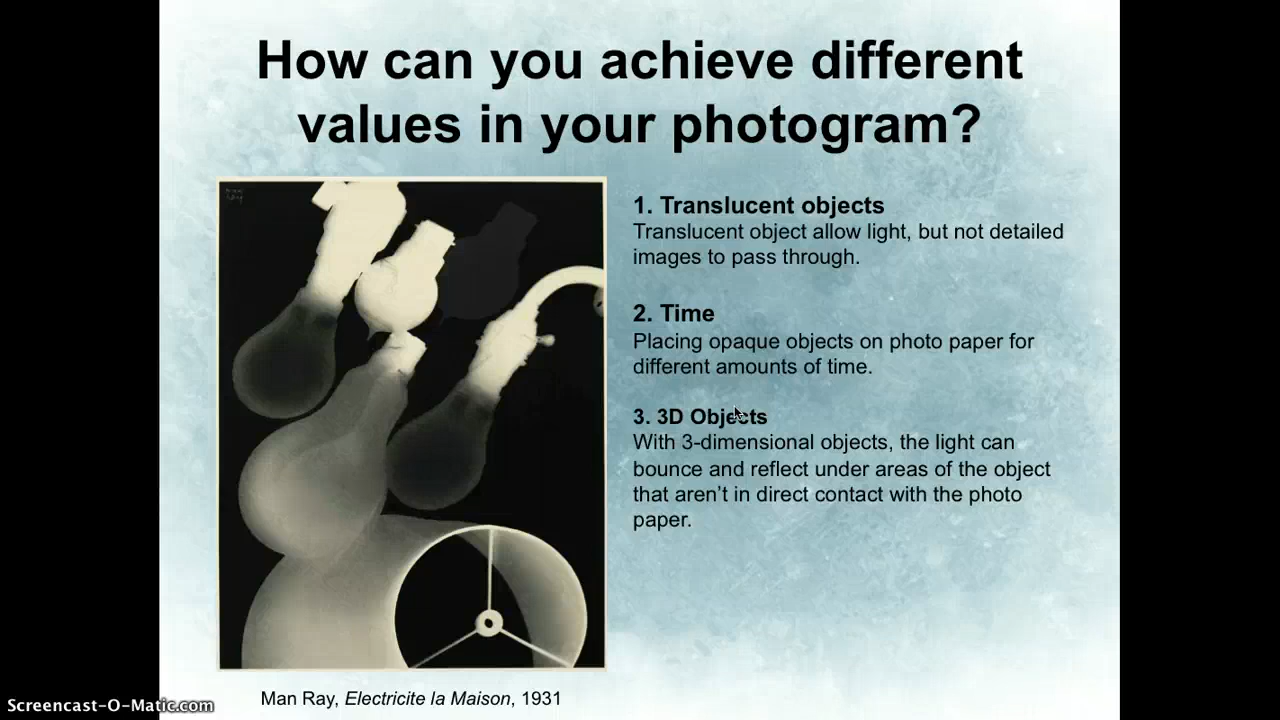 How can you achieve different
values in your photogram?
1. Translucent objects
Translucent object allow light, but not detailed
images to pass through.
2. Time
Placing opaque objects on photo paper for
different amounts of time.
3. 3D Objects
With 3-dimensional objects, the light can
bounce and reflect under areas of the object
that aren’t in direct contact with the photo
paper.
Man Ray, Electricite la Maison, 1931
Screencast-O-Matic.com